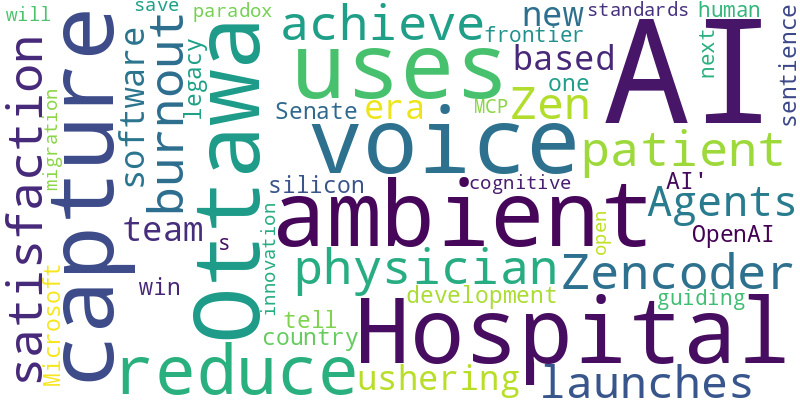 will
save
paradox
achieve
new
standards
human
AI
satisfaction
capture
software
burnout
legacy
ottawa
uses
frontier
based
next
sentience
migration
Senate
era
one
MCP
Zen
voice
patient
silicon
cognitive
AI'
Agents
ambient
team
s
innovation
open
OpenAI
physician
Zencoder
win
Microsoft
development
guiding
tell
country
Hospital
reduce
ushering
launches